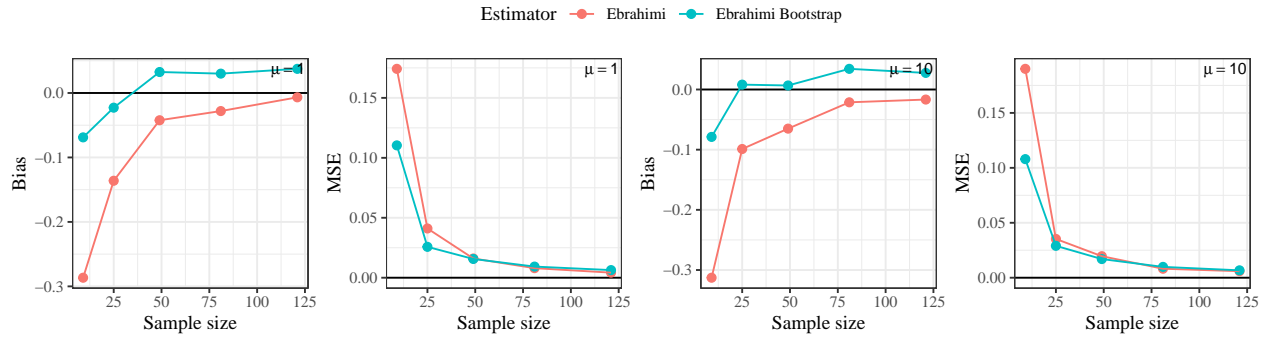 Estimator Ebrahimi Ebrahimi Bootstrap
μ = 1
0.0
−0.1
−0.2
−0.3
Bias
25 50 75 100 125
Sample size
μ = 1
0.15
0.10
0.05
0.00
MSE
25 50 75 100 125
Sample size
μ = 10
0.0
−0.1
−0.2
−0.3
Bias
25 50 75 100 125
Sample size
μ = 10
0.15
0.10
0.05
0.00
MSE
25 50 75 100 125
Sample size